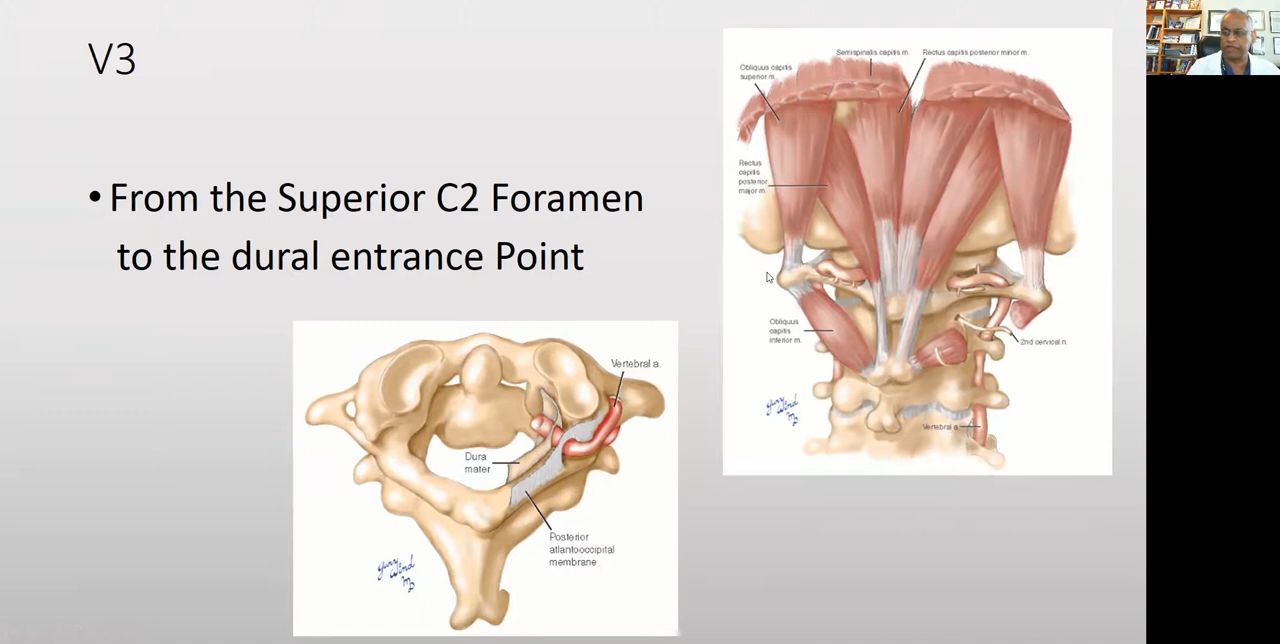 V3
• From the Superior C2 Foramen
to the dural entrance Point
Semispinalis capitis m.
Rectus capitis posterior minor m.
Obliquus capitis
superior m.
Rectus
capitis
posterior
major m.
Obliquus
capitis
inferior m.
2nd cervical n.
Vertebral a.
Vertebral a.
Dura
mater
Posterior
atlantooccipital
membrane